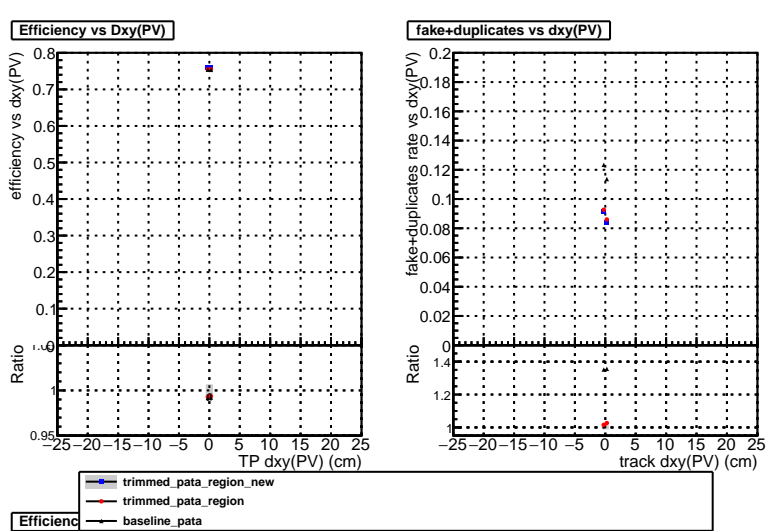 Efficiency vs Dxy(PV)
efficiency vs dxy(PV)
0.8
0.7
0.6
0.5
0.4
0.3
0.2
0.1
0
Ratio
1
0.95
−25 −20 −15 −10 −5 0 5 10 15 20 25
TP dxy(PV) (cm)
fake+duplicates vs dxy(PV)
fake+duplicates rate vs dxy(PV)
0.2
0.18
0.16
0.14
0.12
0.1
0.08
0.06
0.04
0.02
0
Ratio
1.4
1.2
1
−25 −20 −15 −10 −5 0 5 10 15 20 25
track dxy(PV) (cm)
trimmed_pata_region_new
trimmed_pata_region
baseline_pata
Efficienc